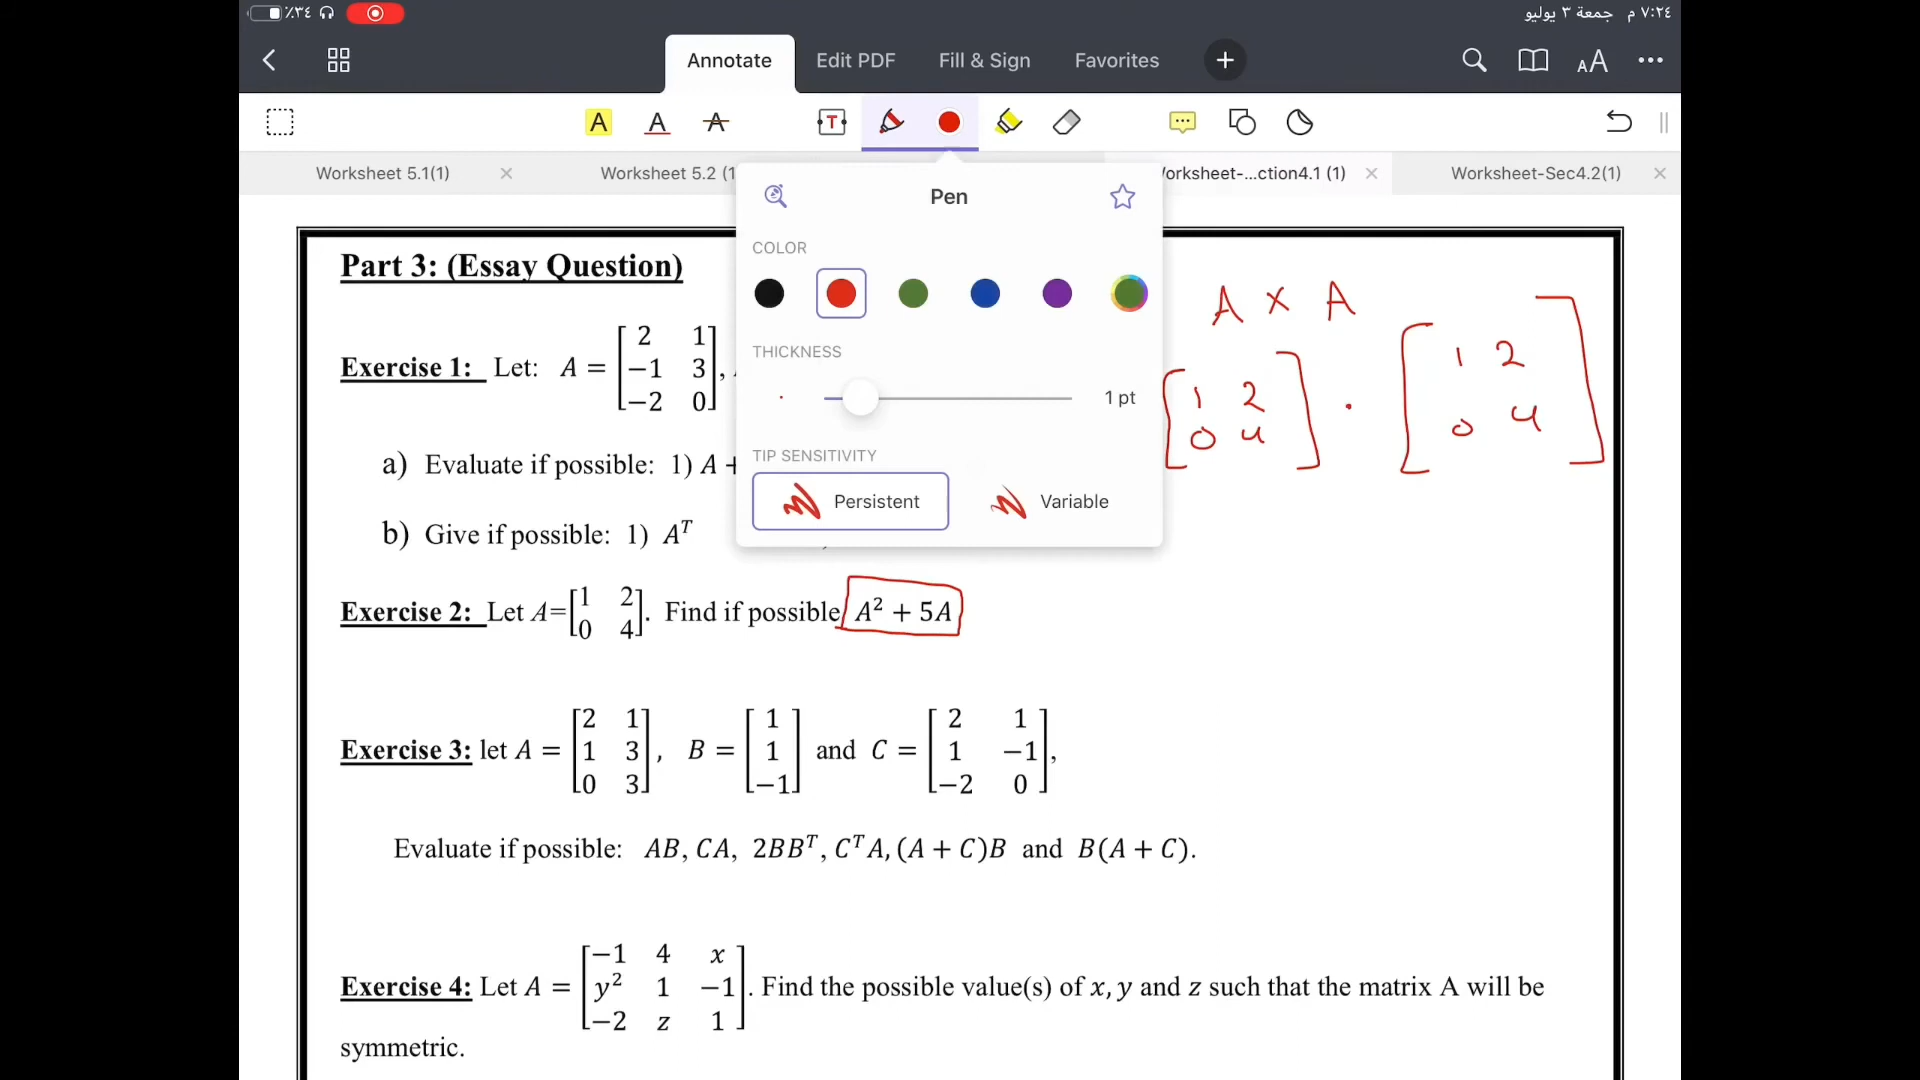 ٪٣٤
٧:٢٤ م جمعة ٣ يوليو
Annotate Edit PDF Fill & Sign Favorites
Worksheet 5.1(1) Worksheet 5.2 (1 orksheet-...ction4.1 (1) Worksheet-Sec4.2(1)
Pen
COLOR
THICKNESS
1 pt
TIP SENSITIVITY
Persistent Variable
Part 3: (Essay Question)
Exercise 1: Let: A = [2 1
−1 3
−2 0],
a) Evaluate if possible: 1) A +
b) Give if possible: 1) Aᵀ
A × A
[1 2
0 4] · [1 2
0 4]
Exercise 2: Let A=[1 2
0 4]. Find if possible A² + 5A
Exercise 3: let A = [2 1
1 3
0 3], B = [1
1
−1] and C = [2 1
1 −1
−2 0],
Evaluate if possible: AB, CA, 2BBᵀ, CᵀA, (A + C)B and B(A + C).
Exercise 4: Let A = [−1 4 x
y² 1 −1
−2 z 1]. Find the possible value(s) of x, y and z such that the matrix A will be
symmetric.